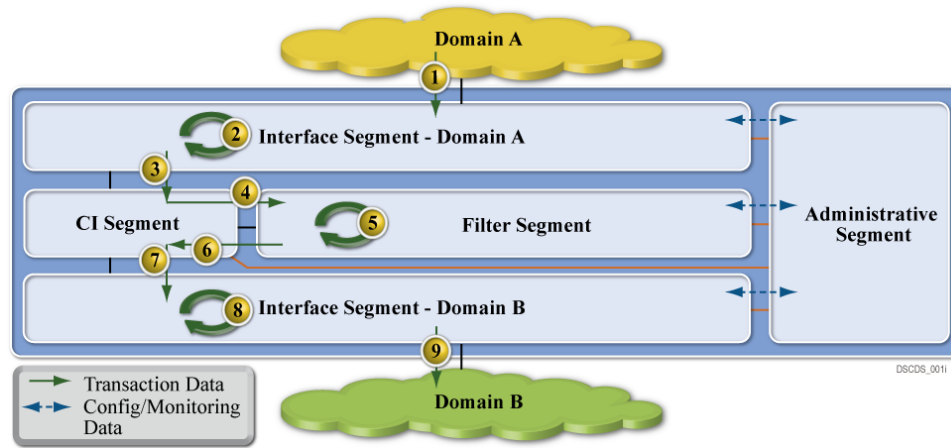 Domain A
1
2
Interface Segment - Domain A
3
4
CI Segment
5
Filter Segment
Administrative
Segment
6
7
8
Interface Segment - Domain B
9
DSCDS_001i
Transaction Data
Config/Monitoring
Data
Domain B